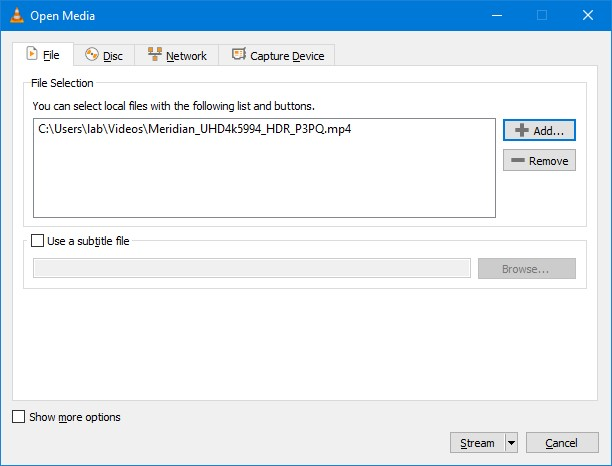 Open Media
File Disc Network Capture Device
File Selection
You can select local files with the following list and buttons.
C:\Users\lab\Videos\Meridian_UHD4k5994_HDR_P3PQ.mp4
Add...
Remove
Use a subtitle file
Browse...
Show more options
Stream Cancel